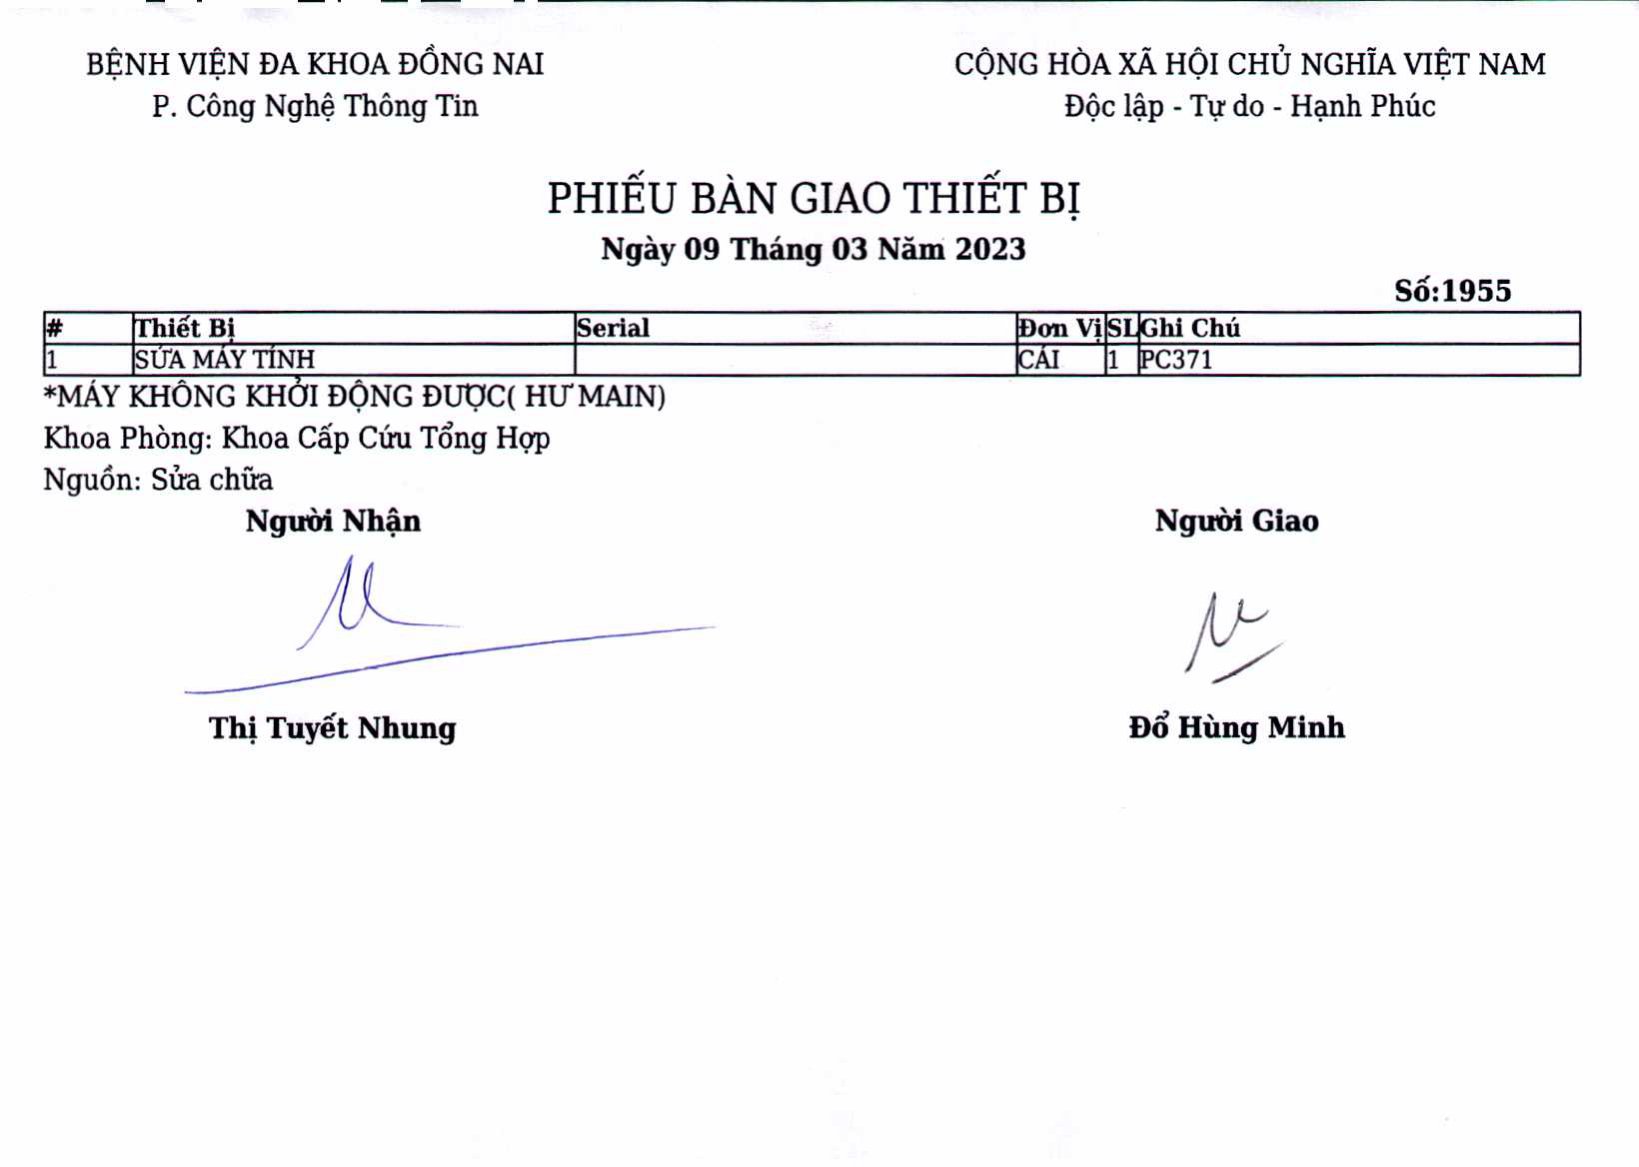 BỆNH VIỆN ĐA KHOA ĐỒNG NAI
P. Công Nghệ Thông Tin
CỘNG HÒA XÃ HỘI CHỦ NGHĨA VIỆT NAM
Độc lập - Tự do - Hạnh Phúc
PHIẾU BÀN GIAO THIẾT BỊ
Ngày 09 Tháng 03 Năm 2023
Số:1955
# Thiết Bị Serial Đơn Vị SL Ghi Chú
1 SỬA MÁY TÍNH CÁI 1 PC371
*MÁY KHÔNG KHỞI ĐỘNG ĐƯỢC( HƯ MAIN)
Khoa Phòng: Khoa Cấp Cứu Tổng Hợp
Nguồn: Sửa chữa
Người Nhận Người Giao
Thị Tuyết Nhung Đổ Hùng Minh